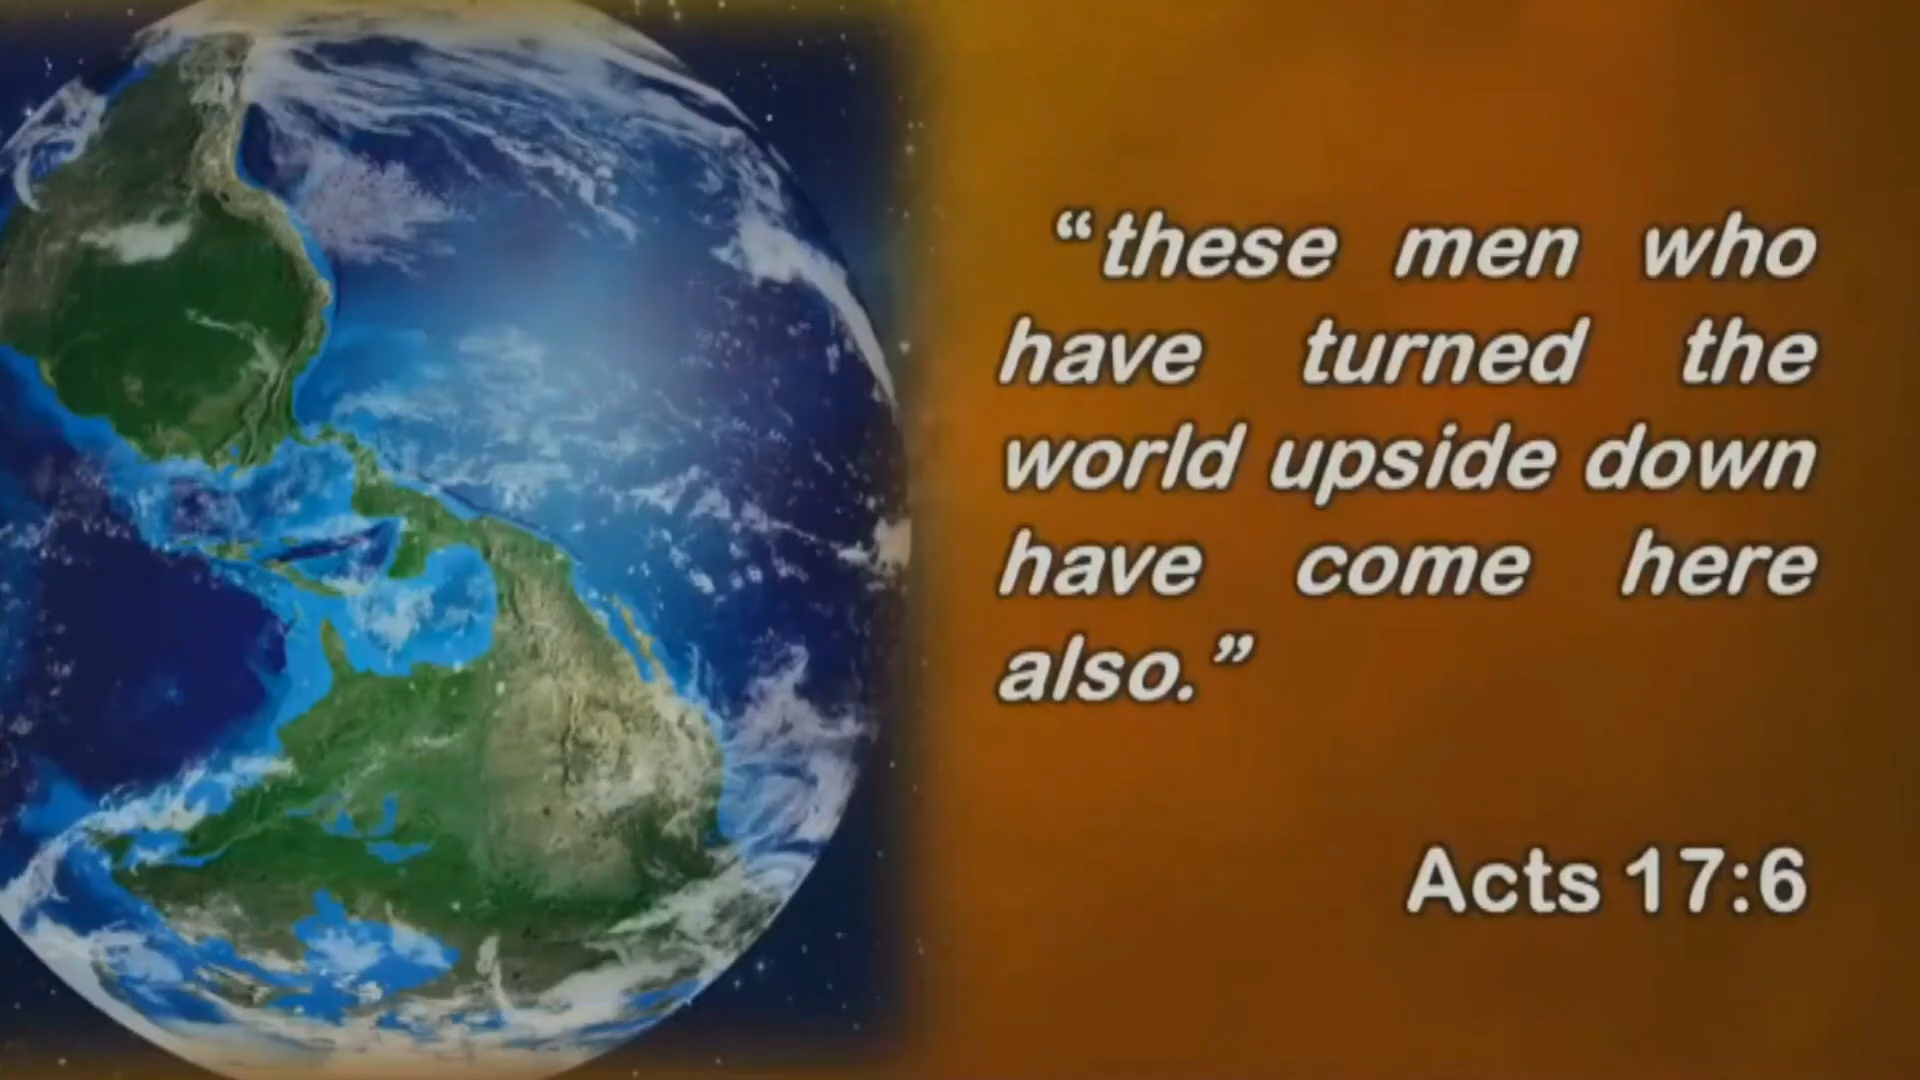 “these men who
have turned the
world upside down
have come here
also.”
Acts 17:6